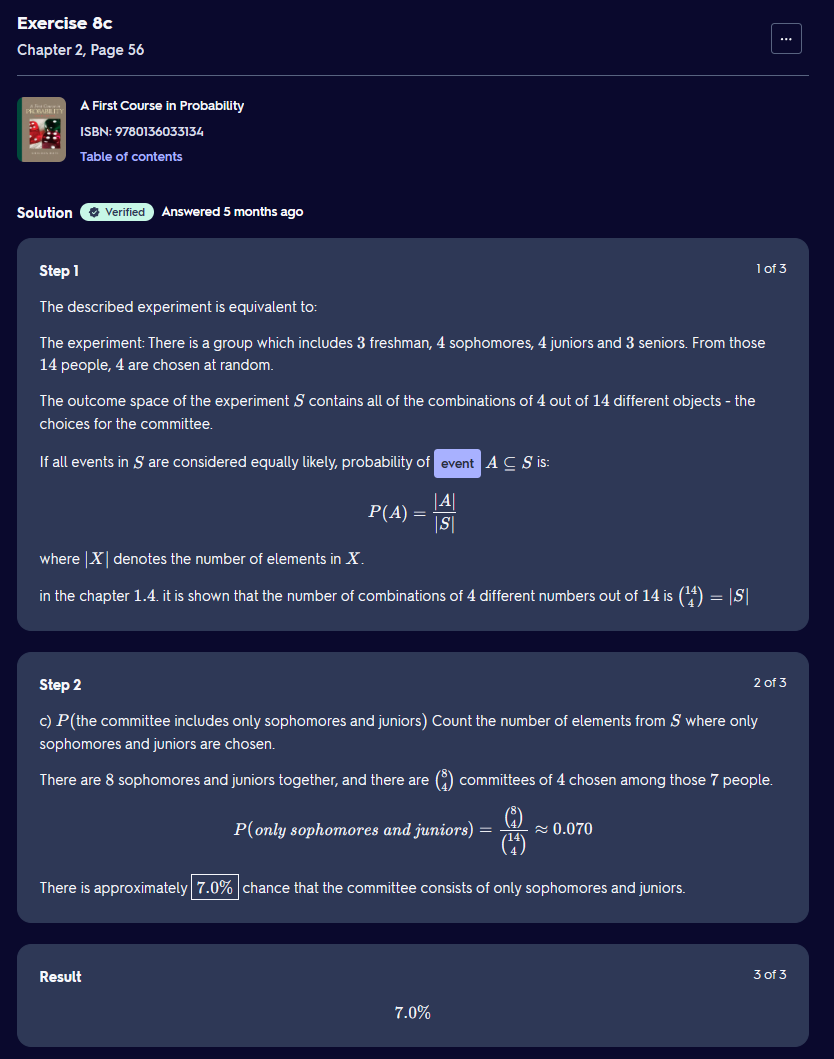 Exercise 8c
Chapter 2, Page 56
...
A First Course in
PROBABILITY
A First Course in Probability
ISBN: 9780136033134
Table of contents
Solution Verified Answered 5 months ago
Step 1 1 of 3
The described experiment is equivalent to:
The experiment: There is a group which includes 3 freshman, 4 sophomores, 4 juniors and 3 seniors. From those
14 people, 4 are chosen at random.
The outcome space of the experiment S contains all of the combinations of 4 out of 14 different objects - the
choices for the committee.
If all events in S are considered equally likely, probability of event A ⊆ S is:
P(A) = |A| / |S|
where |X| denotes the number of elements in X.
in the chapter 1.4. it is shown that the number of combinations of 4 different numbers out of 14 is (14 4) = |S|
Step 2 2 of 3
c) P(the committee includes only sophomores and juniors) Count the number of elements from S where only
sophomores and juniors are chosen.
There are 8 sophomores and juniors together, and there are (8 4) committees of 4 chosen among those 7 people.
P(only sophomores and juniors) = (8 4) / (14 4) ≈ 0.070
There is approximately 7.0% chance that the committee consists of only sophomores and juniors.
Result 3 of 3
7.0%